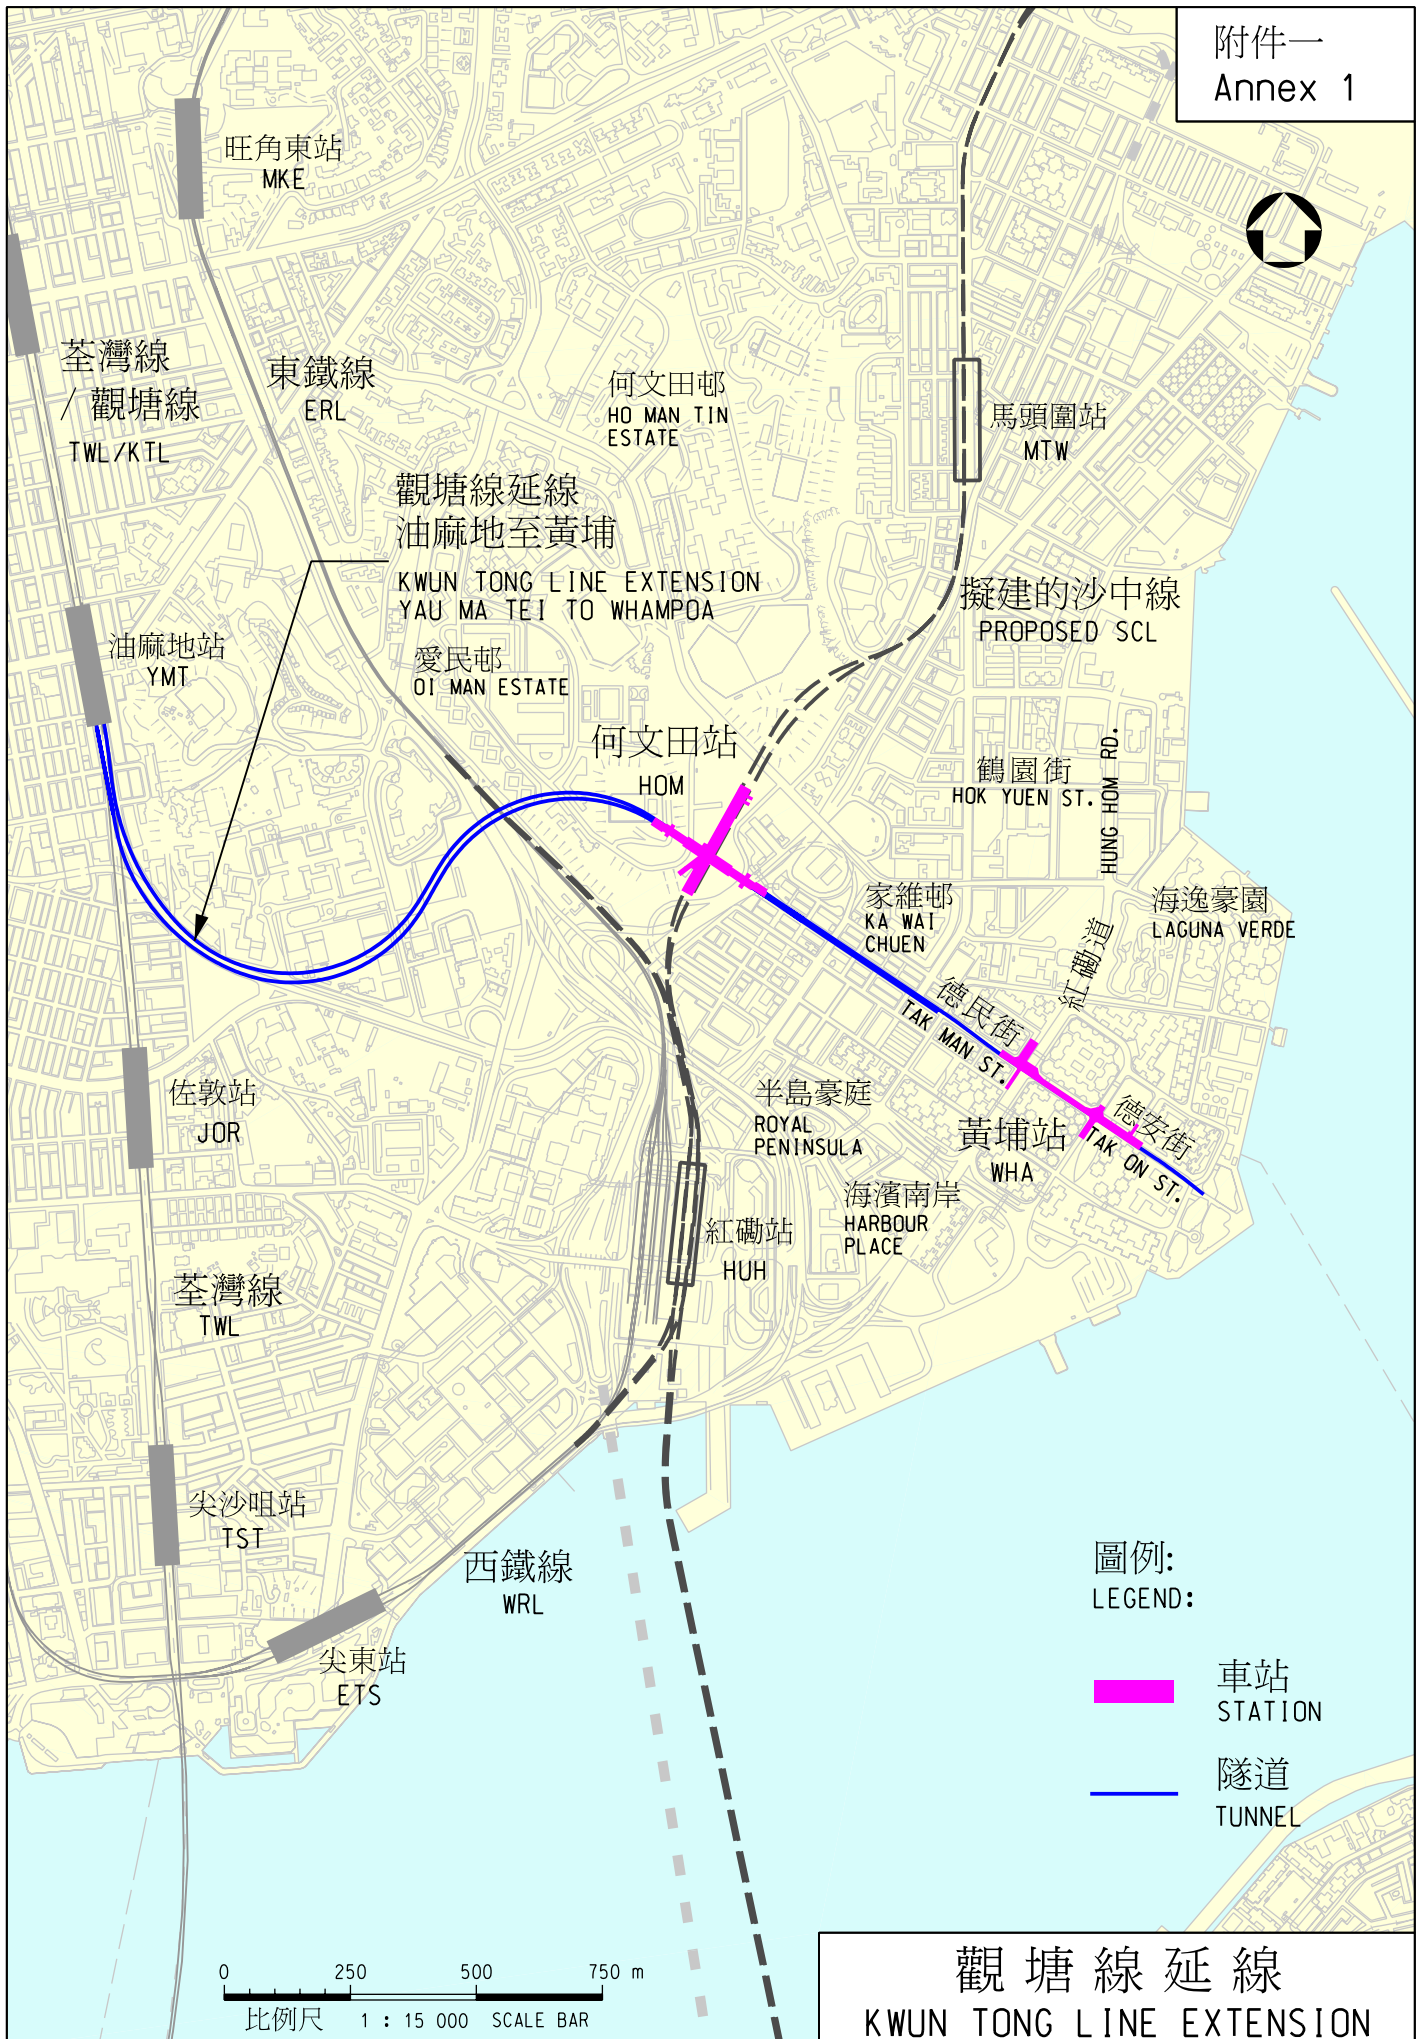 附件一
Annex 1
旺角東站
MKE
荃灣線
/ 觀塘線
TWL/KTL
東鐵線
ERL
何文田邨
HO MAN TIN
ESTATE
馬頭圍站
MTW
觀塘線延線
油麻地至黃埔
KWUN TONG LINE EXTENSION
YAU MA TEI TO WHAMPOA
擬建的沙中線
PROPOSED SCL
油麻地站
YMT
愛民邨
OI MAN ESTATE
何文田站
HOM
鶴園街
HOK YUEN ST.
HUNG HOM RD.
紅磡道
家維邨
KA WAI
CHUEN
海逸豪園
LAGUNA VERDE
德民街
TAK MAN ST.
佐敦站
JOR
半島豪庭
ROYAL
PENINSULA
黃埔站
WHA
德安街
TAK ON ST.
海濱南岸
HARBOUR
PLACE
紅磡站
HUH
荃灣線
TWL
尖沙咀站
TST
西鐵線
WRL
尖東站
ETS
圖例:
LEGEND:
車站
STATION
隧道
TUNNEL
0 250 500 750 m
比例尺 1 : 15 000 SCALE BAR
觀塘線延線
KWUN TONG LINE EXTENSION